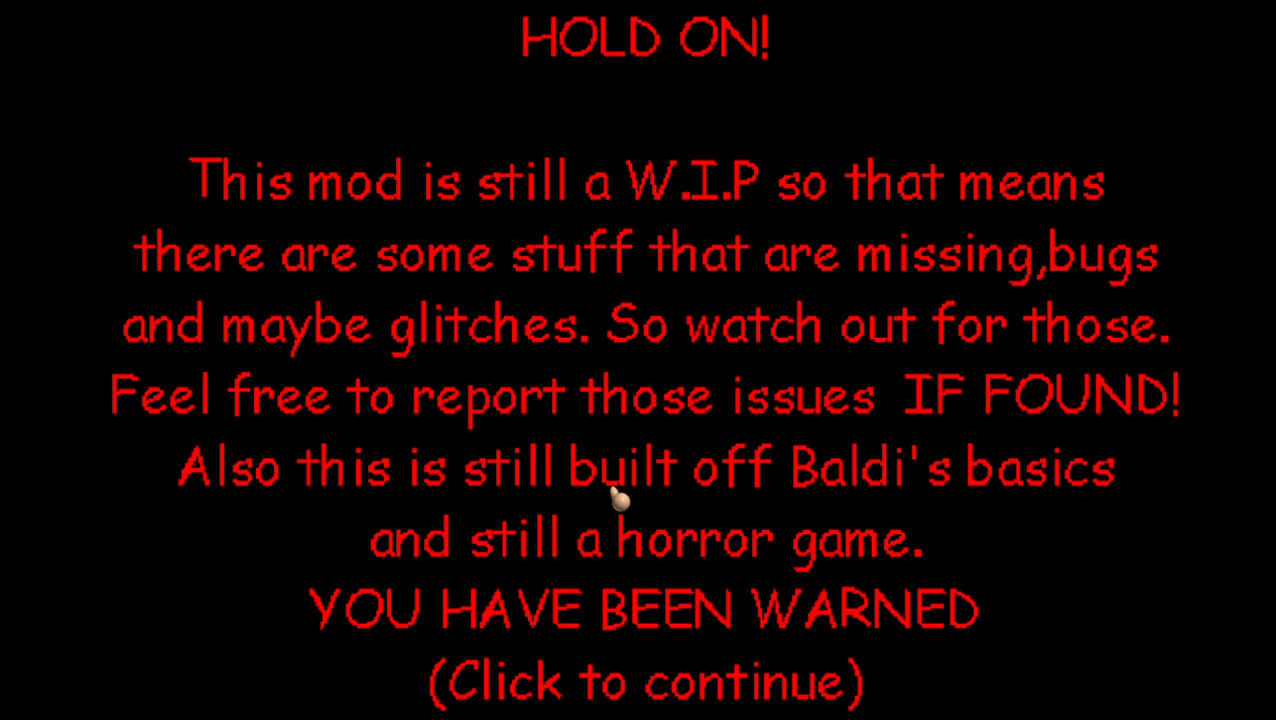 HOLD ON!
This mod is still a W.I.P so that means
there are some stuff that are missing,bugs
and maybe glitches. So watch out for those.
Feel free to report those issues  IF FOUND!
Also this is still built off Baldi's basics
and still a horror game.
YOU HAVE BEEN WARNED
(Click to continue)